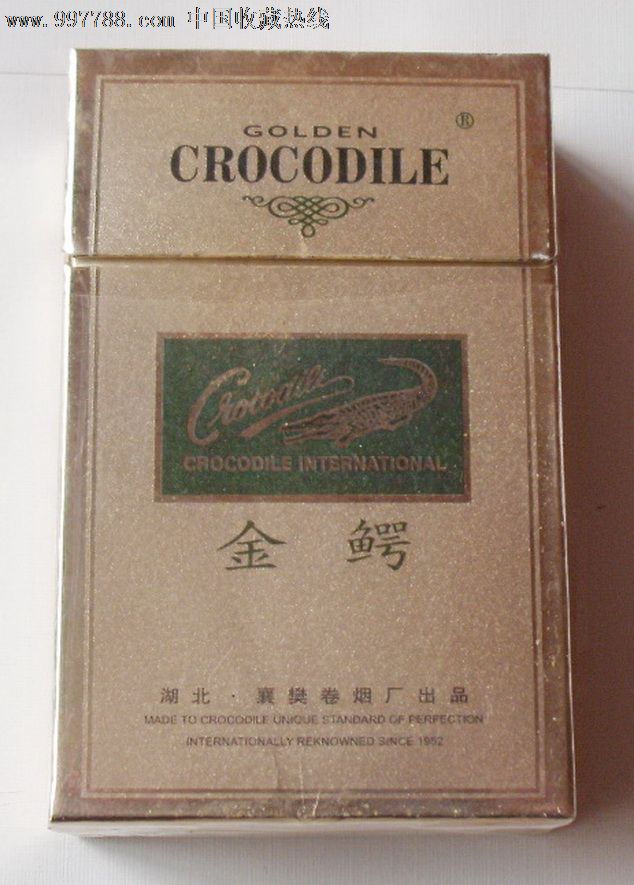 www.997788.com 中国收藏热线
GOLDEN
CROCODILE ®
Crocodile
CROCODILE INTERNATIONAL
金 鳄
湖北·襄樊卷烟厂出品
MADE TO CROCODILE UNIQUE STANDARD OF PERFECTION
INTERNATIONALLY REKNOWNED SINCE 1952